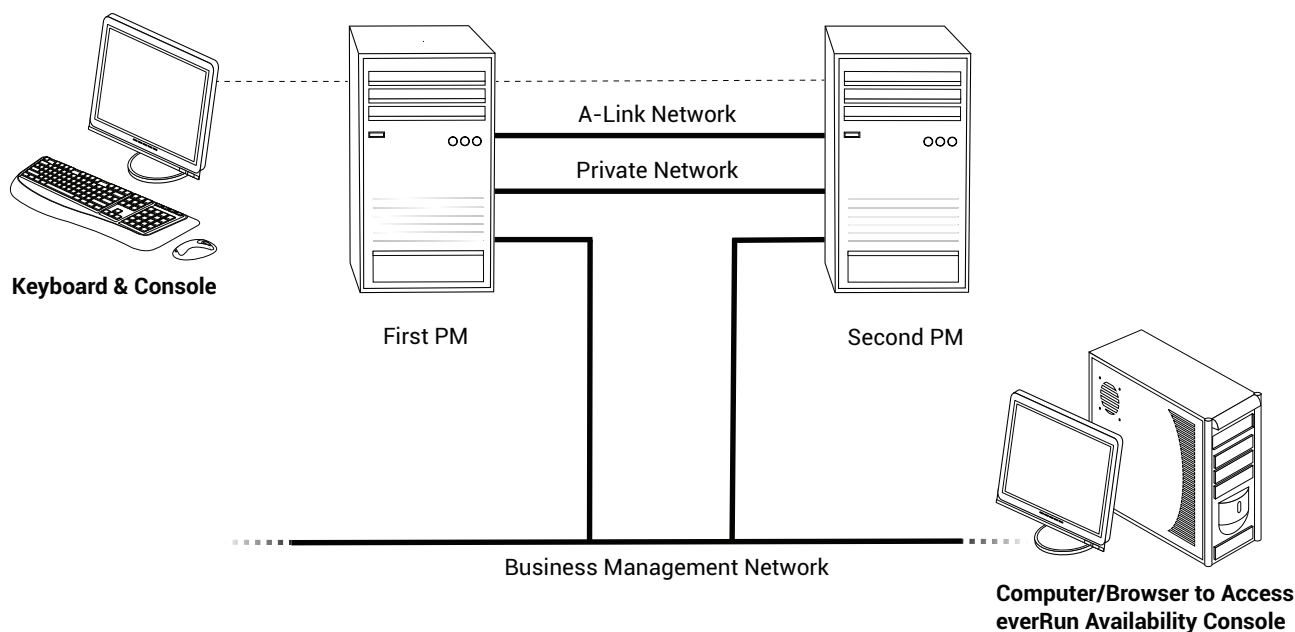 A-Link Network
Private Network
Keyboard & Console
First PM
Second PM
Business Management Network
Computer/Browser to Access
everRun Availability Console